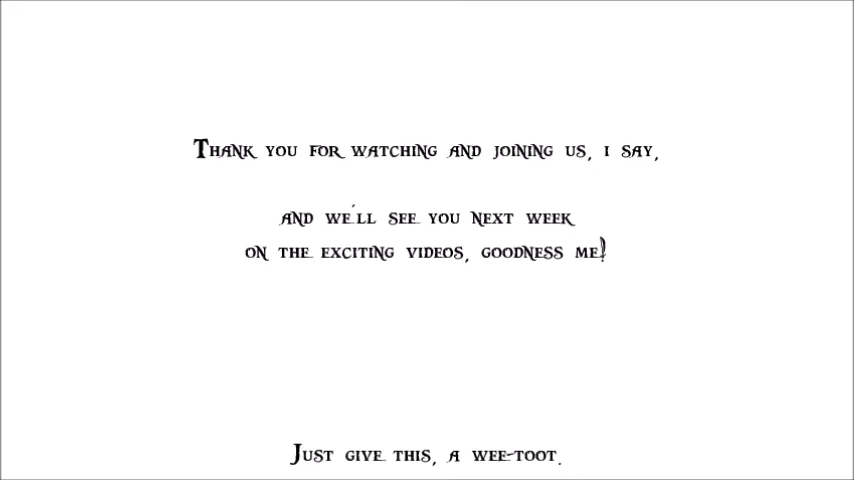 Thank you for watching and joining us, i say,
and we'll see you next week
on the exciting videos, goodness me!
Just give this, a wee-toot.